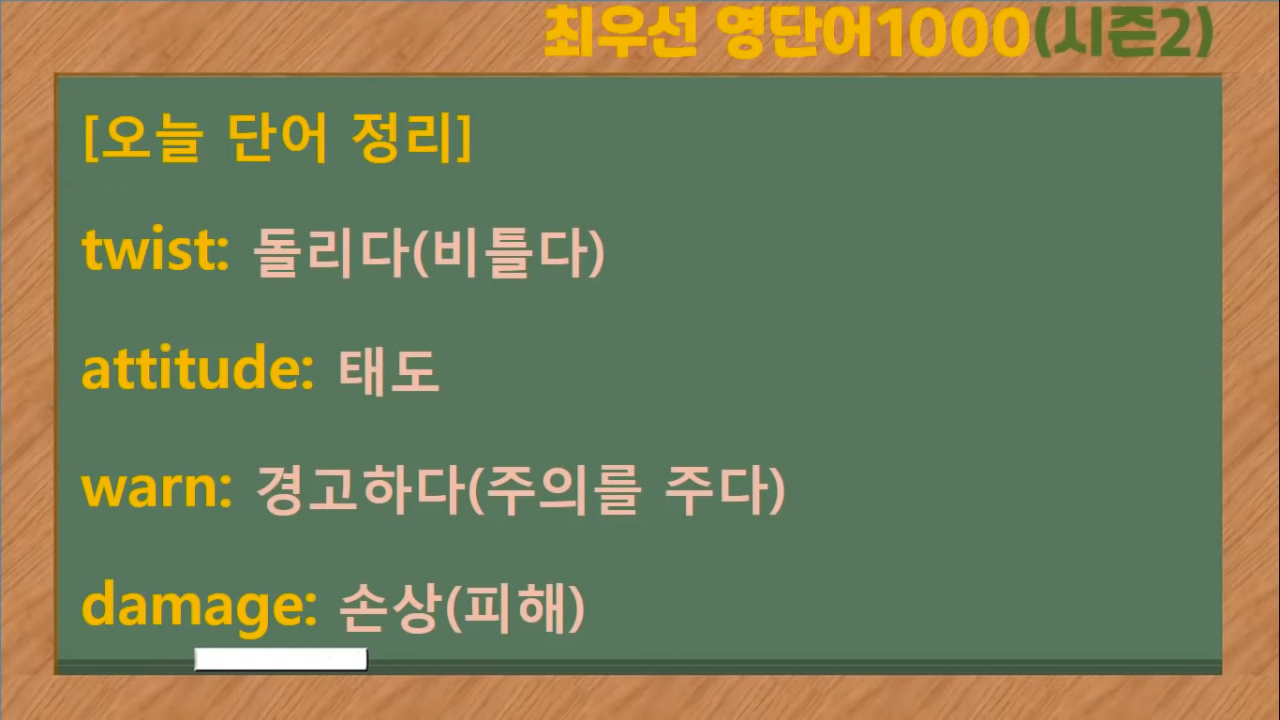 최우선 영단어1000(시즌2)
[오늘 단어 정리]
twist: 돌리다(비틀다)
attitude: 태도
warn: 경고하다(주의를 주다)
damage: 손상(피해)